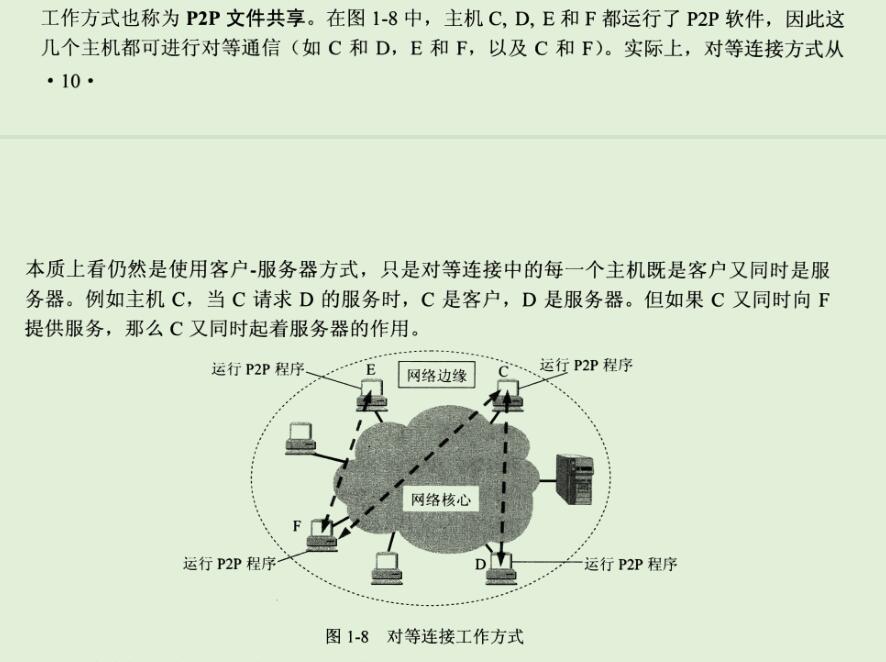 工作方式也称为 P2P 文件共享。在图 1-8 中，主机 C, D, E 和 F 都运行了 P2P 软件，因此这
几个主机都可进行对等通信（如 C 和 D，E 和 F，以及 C 和 F）。实际上，对等连接方式从
· 10 ·
本质上看仍然是使用客户-服务器方式，只是对等连接中的每一个主机既是客户又同时是服
务器。例如主机 C，当 C 请求 D 的服务时，C 是客户，D 是服务器。但如果 C 又同时向 F
提供服务，那么 C 又同时起着服务器的作用。
运行 P2P 程序
E
网络边缘
C
运行 P2P 程序
网络核心
F
运行 P2P 程序
D
运行 P2P 程序
图 1-8 对等连接工作方式